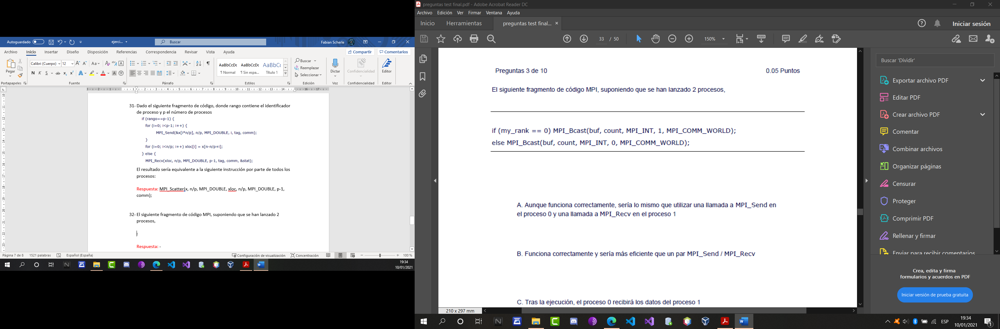 Autoguardado
ejerci...
Buscar
Fabian Scherle
Archivo Inicio Insertar Diseño Disposición Referencias Correspondencia Revisar Vista Ayuda
Compartir Comentarios
Pegar
Calibri (Cuerpo) 12
N K S ab x₂ x²
AaBbCcDc AaBbCcDc AaBbCc
¶ Normal ¶ Sin espa... Título 1
Buscar
Reemplazar
Seleccionar
Dictar
Confidencialidad
Editor
Portapapeles Fuente Párrafo Estilos Edición Voz Confidencialidad Editor
31- Dado el siguiente fragmento de código, donde rango contiene el identificador
de proceso y p el número de procesos
if (rango==p-1) {
for (i=0; i<p-1; i++) {
MPI_Send(&x[i*n/p], n/p, MPI_DOUBLE, i, tag, comm);
}
for (i=0; i<n/p; i++) xloc[i] = x[n-n/p+i];
} else {
MPI_Recv(xloc, n/p, MPI_DOUBLE, p-1, tag, comm, &stat);
El resultado sería equivalente a la siguiente instrucción por parte de todos los
procesos:
Respuesta: MPI_Scatter(x, n/p, MPI_DOUBLE, xloc, n/p, MPI_DOUBLE, p-1,
comm);
32- El siguiente fragmento de código MPI, suponiendo que se han lanzado 2
procesos,
Respuesta: -
Página 7 de 8 1521 palabras Español (España) Configuración de visualización Concentración 100 %
19:34
10/01/2021
preguntas test final.pdf - Adobe Acrobat Reader DC
Archivo Edición Ver Firmar Ventana Ayuda
Inicio Herramientas preguntas test final... × Iniciar sesión
33 / 50 150%
Preguntas 3 de 10 0.05 Puntos
El siguiente fragmento de código MPI, suponiendo que se han lanzado 2 procesos,
if (my_rank == 0) MPI_Bcast(buf, count, MPI_INT, 1, MPI_COMM_WORLD);
else MPI_Bcast(buf, count, MPI_INT, 0, MPI_COMM_WORLD);
A. Aunque funciona correctamente, sería lo mismo que utilizar una llamada a MPI_Send en
el proceso 0 y una llamada a MPI_Recv en el proceso 1
B. Funciona correctamente y sería más eficiente que un par MPI_Send / MPI_Recv
C. Tras la ejecución, el proceso 0 recibirá los datos del proceso 1
210 x 297 mm
Buscar 'Dividir'
Exportar archivo PDF
Editar PDF
Crear archivo PDF
Comentar
Combinar archivos
Organizar páginas
Censurar
Proteger
Comprimir PDF
Rellenar y firmar
Enviar para recibir comentarios
Crea, edita y firma
formularios y acuerdos en PDF
Iniciar versión de prueba gratuita
ESP
19:34
10/01/2021
1